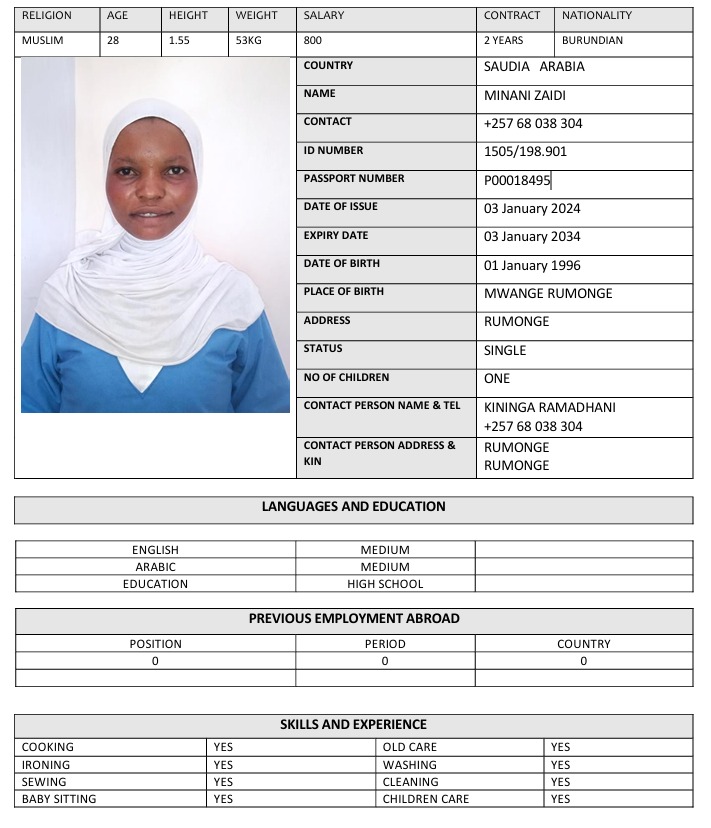 RELIGION AGE HEIGHT WEIGHT SALARY CONTRACT NATIONALITY
MUSLIM 28 1.55 53KG 800 2 YEARS BURUNDIAN
COUNTRY SAUDIA ARABIA
NAME MINANI ZAIDI
CONTACT +257 68 038 304
ID NUMBER 1505/198.901
PASSPORT NUMBER P00018495
DATE OF ISSUE 03 January 2024
EXPIRY DATE 03 January 2034
DATE OF BIRTH 01 January 1996
PLACE OF BIRTH MWANGE RUMONGE
ADDRESS RUMONGE
STATUS SINGLE
NO OF CHILDREN ONE
CONTACT PERSON NAME & TEL KININGA RAMADHANI
+257 68 038 304
CONTACT PERSON ADDRESS & RUMONGE
KIN RUMONGE
LANGUAGES AND EDUCATION
ENGLISH MEDIUM
ARABIC MEDIUM
EDUCATION HIGH SCHOOL
PREVIOUS EMPLOYMENT ABROAD
POSITION PERIOD COUNTRY
0 0 0
SKILLS AND EXPERIENCE
COOKING YES OLD CARE YES
IRONING YES WASHING YES
SEWING YES CLEANING YES
BABY SITTING YES CHILDREN CARE YES